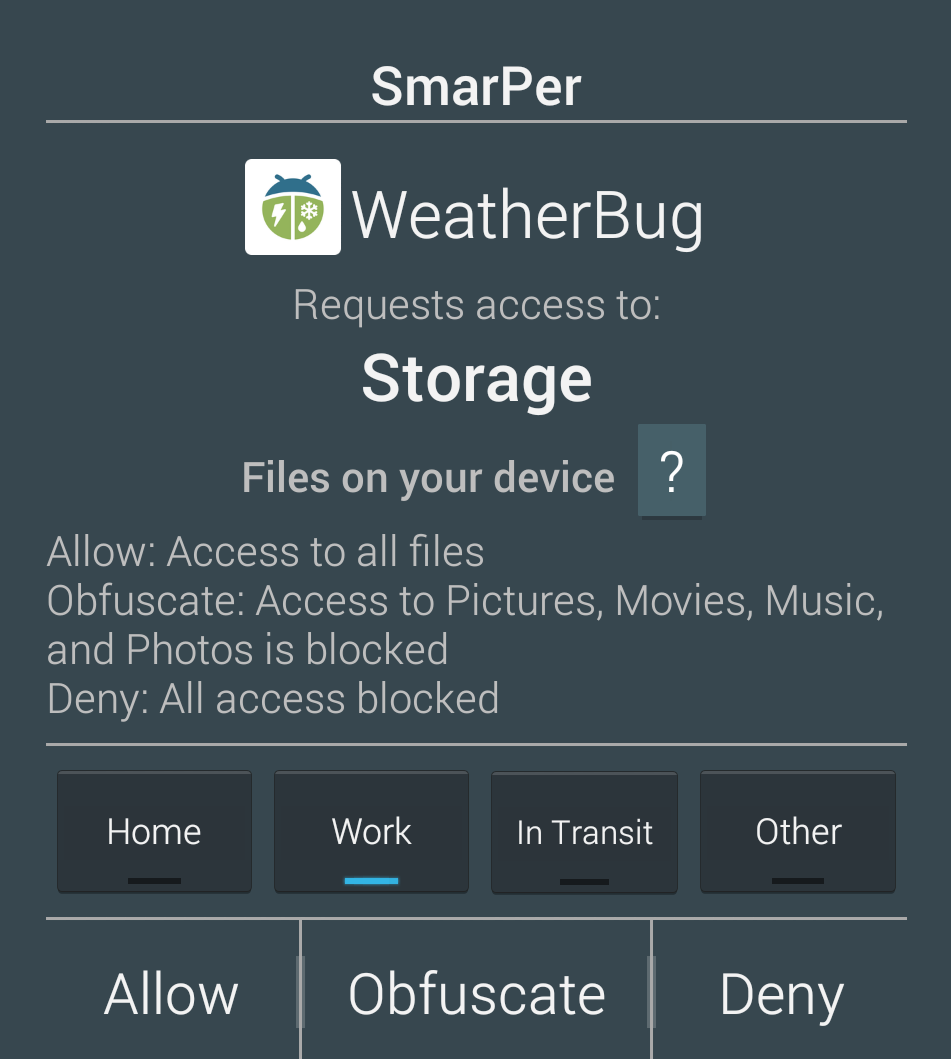 SmarPer
WeatherBug
Requests access to:
Storage
Files on your device ?
Allow: Access to all files
Obfuscate: Access to Pictures, Movies, Music,
and Photos is blocked
Deny: All access blocked
Home Work In Transit Other
Allow Obfuscate Deny